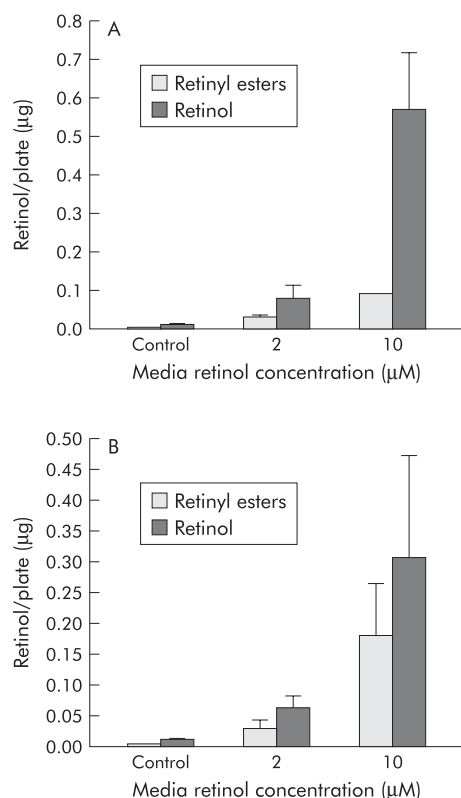 A
0.8
0.7
0.6
0.5
0.4
0.3
0.2
0.1
0.0
Retinol/plate (μg)
Retinyl esters
Retinol
Control 2 10
Media retinol concentration (μM)
B
0.50
0.45
0.40
0.35
0.30
0.25
0.20
0.15
0.10
0.05
0.00
Retinol/plate (μg)
Retinyl esters
Retinol
Control 2 10
Media retinol concentration (μM)